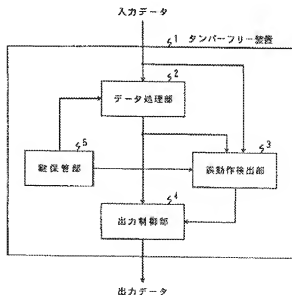 入力データ
1 タンパーフリー装置
2
データ処理部
5
鍵保管部
3
誤動作検出部
4
出力制御部
出力データ